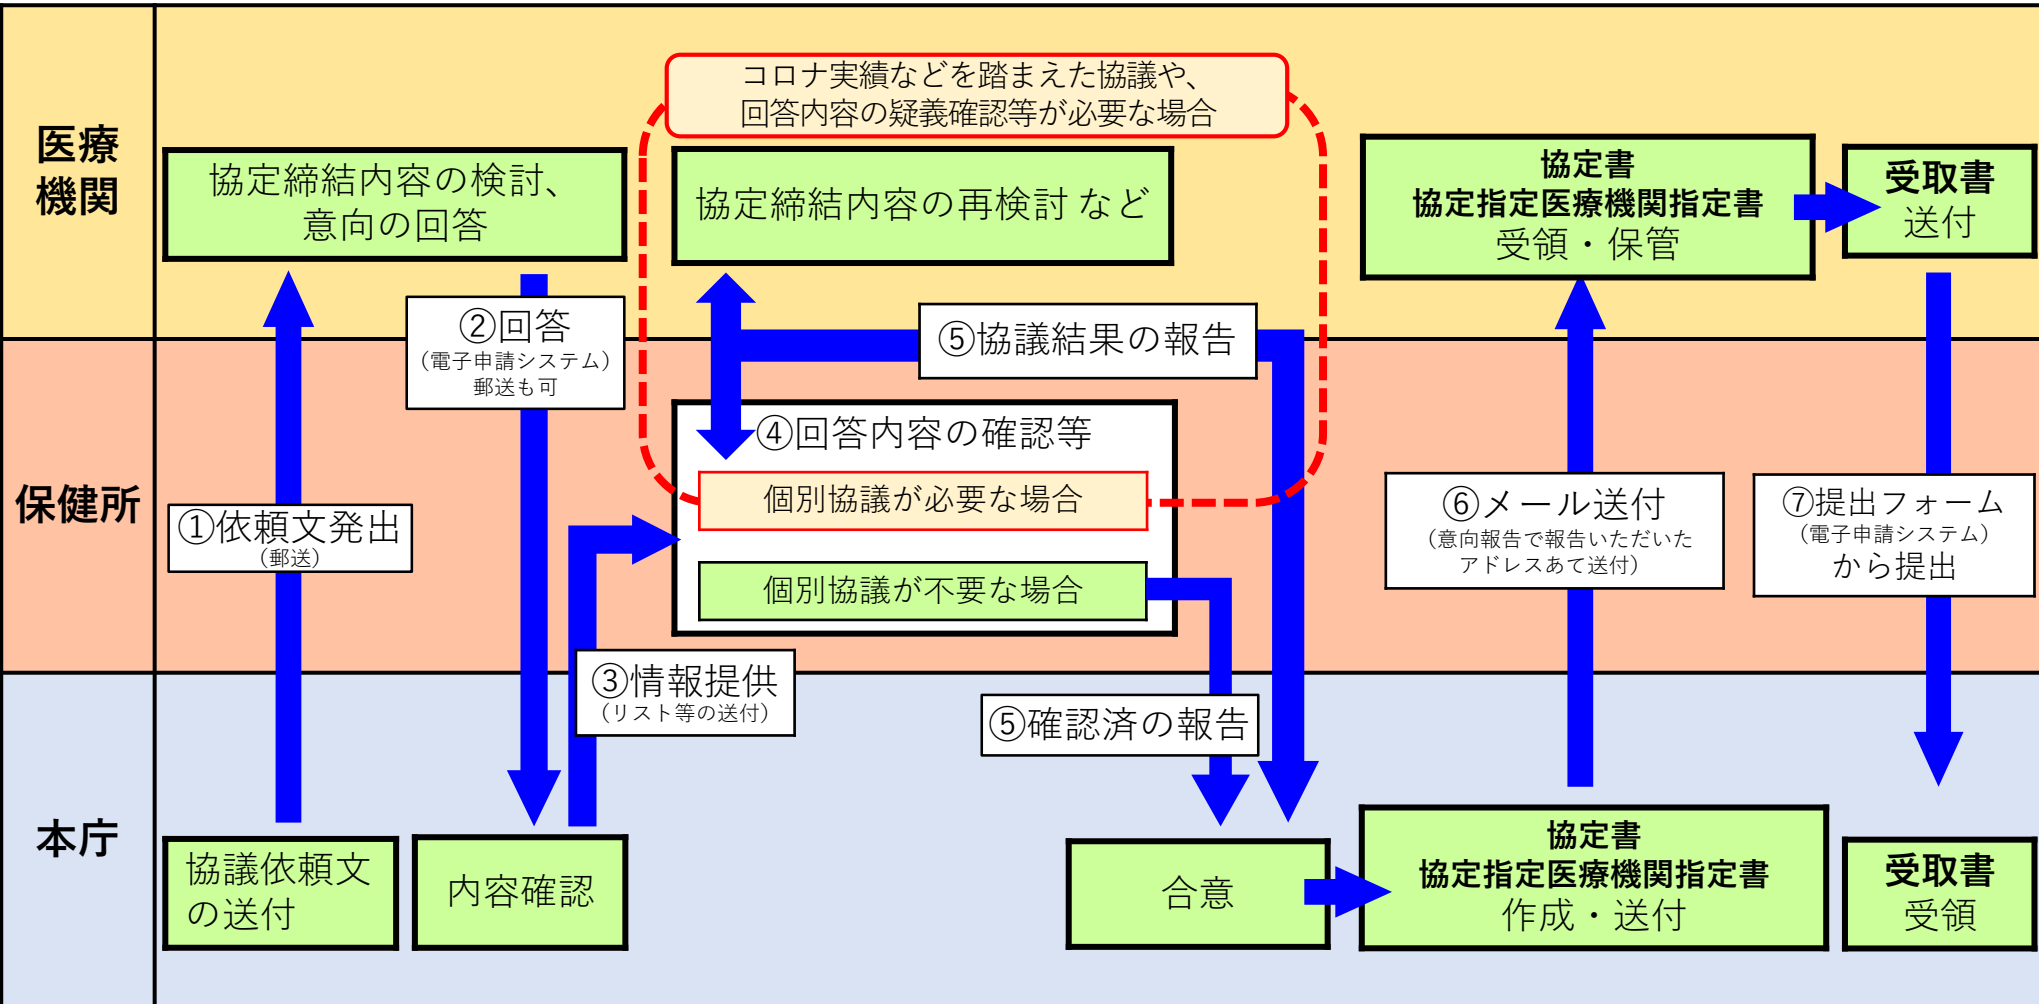 医療
機関
協定締結内容の検討、
意向の回答
コロナ実績などを踏まえた協議や、
回答内容の疑義確認等が必要な場合
協定締結内容の再検討 など
協定書
協定指定医療機関指定書
受領・保管
受取書
送付
②回答
(電子申請システム)
郵送も可
⑤協議結果の報告
保健所
①依頼文発出
(郵送)
④回答内容の確認等
個別協議が必要な場合
個別協議が不要な場合
⑥メール送付
(意向報告で報告いただいた
アドレスあて送付)
⑦提出フォーム
(電子申請システム)
から提出
③情報提供
(リスト等の送付)
⑤確認済の報告
本庁
協議依頼文
の送付
内容確認
合意
協定書
協定指定医療機関指定書
作成・送付
受取書
受領